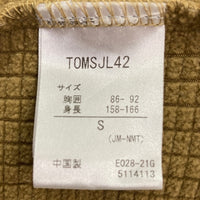 TOMSJL42
サイズ
胸囲 86-92
身長 158-166
S
(JM-NMT)
中国製 E028-21G
5114113